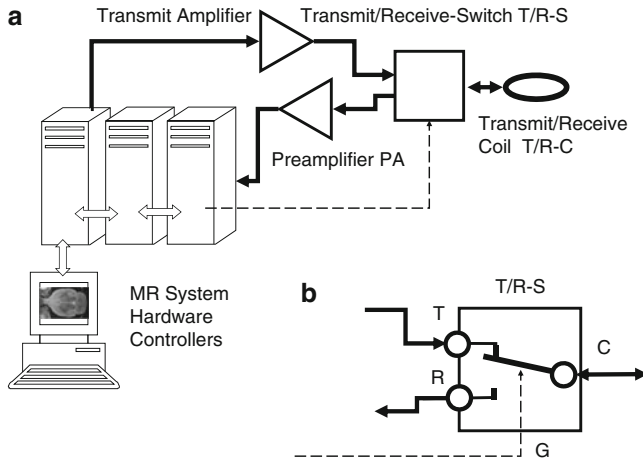 a
Transmit Amplifier
Transmit/Receive-Switch T/R-S
Transmit/Receive
Coil T/R-C
Preamplifier PA
MR System
Hardware
Controllers
b
T/R-S
T
C
R
G